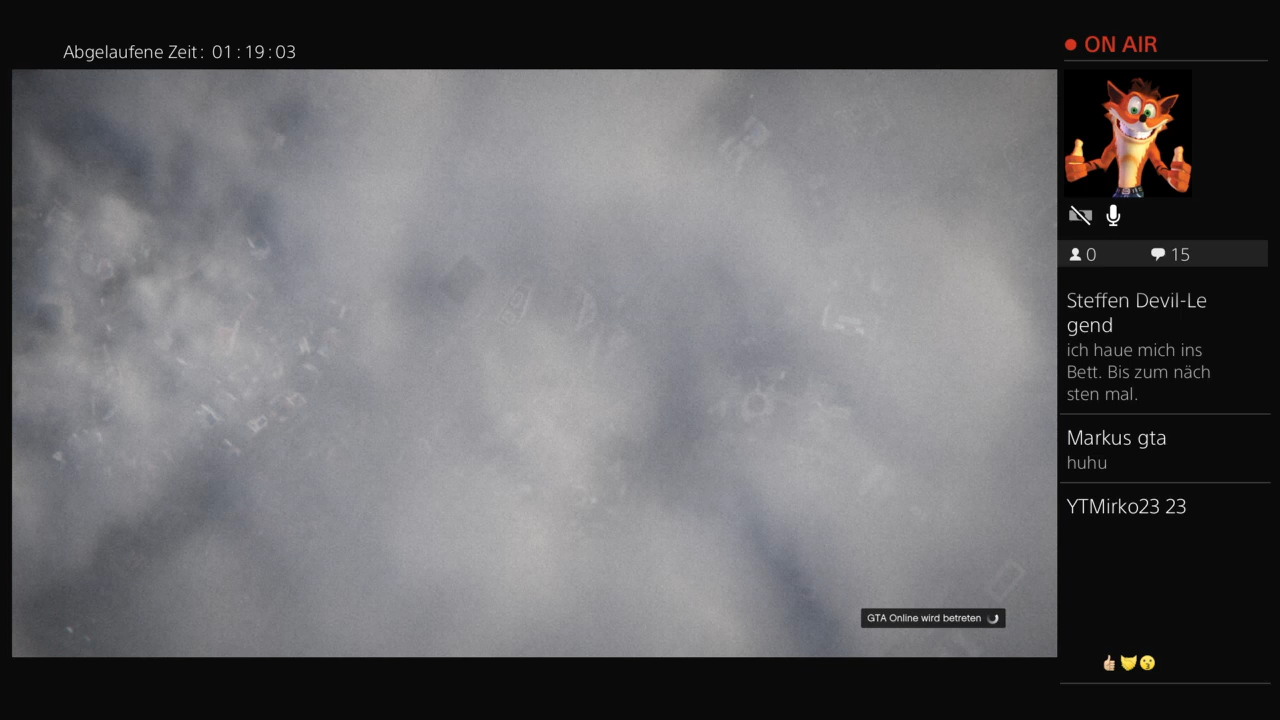 Abgelaufene Zeit: 01:19:03
ON AIR
0
15
Steffen Devil-Le
gend
ich haue mich ins
Bett. Bis zum näch
sten mal.
Markus gta
huhu
YTMirko23 23
GTA Online wird betreten
👍🏼🤝😗